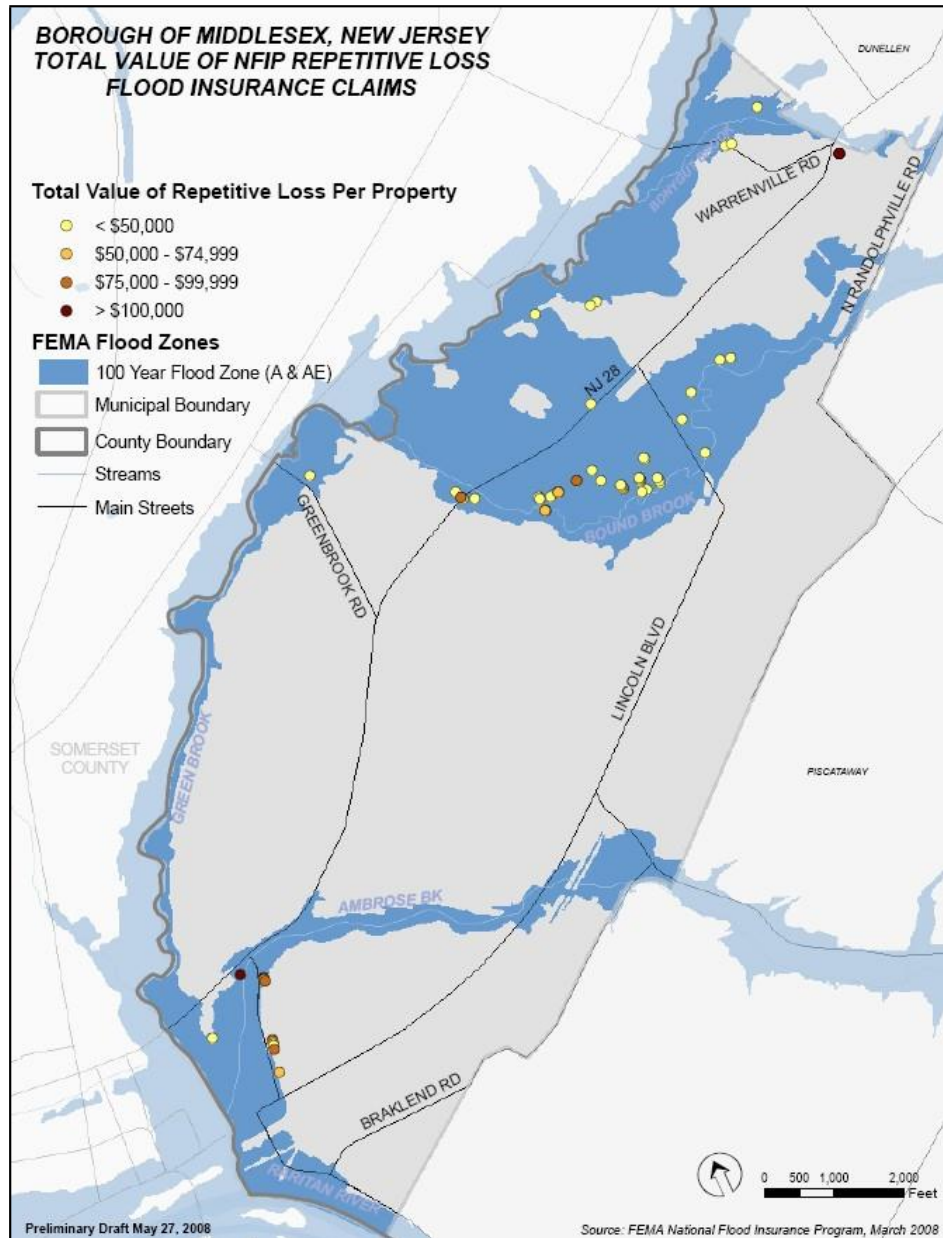 BOROUGH OF MIDDLESEX, NEW JERSEY
TOTAL VALUE OF NFIP REPETITIVE LOSS
FLOOD INSURANCE CLAIMS
DUNELLEN
Total Value of Repetitive Loss Per Property
< $50,000
$50,000 - $74,999
$75,000 - $99,999
> $100,000
FEMA Flood Zones
100 Year Flood Zone (A & AE)
Municipal Boundary
County Boundary
Streams
Main Streets
WARRENVILLE RD
N RANDOLPHVILLE RD
NJ 28
BOUND BROOK
GREENBROOK RD
LINCOLN BLVD
GREEN BROOK
SOMERSET
COUNTY
PISCATAWAY
AMBROSE BK
BRAKLEND RD
RARITAN RIVER
0 500 1,000 2,000
Feet
Preliminary Draft May 27, 2008
Source: FEMA National Flood Insurance Program, March 2008